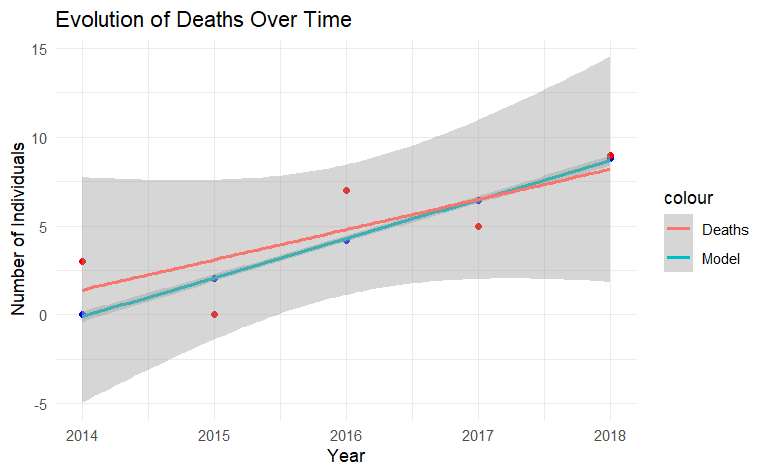 Evolution of Deaths Over Time
15
10
5
0
-5
Number of Individuals
2014 2015 2016 2017 2018
Year
colour
Deaths
Model